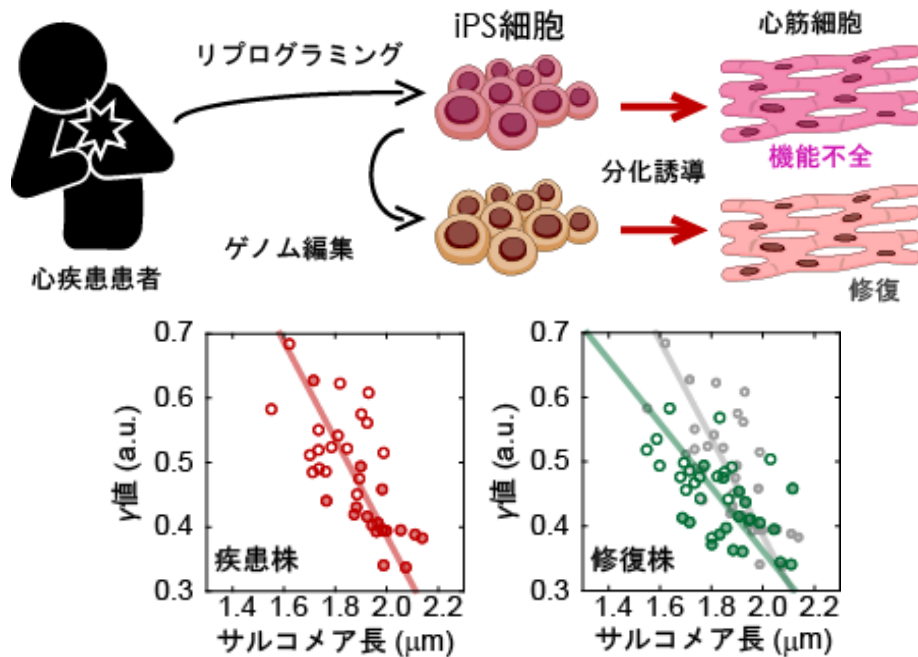 iPS細胞
心筋細胞
リプログラミング
機能不全
分化誘導
ゲノム編集
心疾患患者
修復
0.7
0.6
0.5
0.4
0.3
γ値 (a.u.)
疾患株
1.4 1.6 1.8 2.0 2.2
サルコメア長 (μm)
0.7
0.6
0.5
0.4
0.3
γ値 (a.u.)
修復株
1.4 1.6 1.8 2.0 2.2
サルコメア長 (μm)